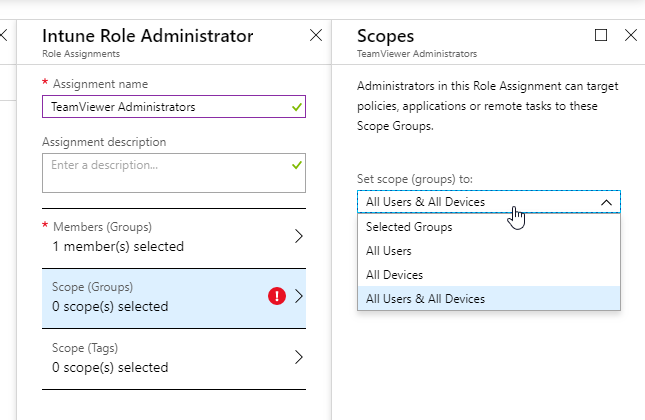 Intune Role Administrator
Role Assignments
* Assignment name
TeamViewer Administrators
Assignment description
Enter a description...
* Members (Groups)
1 member(s) selected
Scope (Groups)
0 scope(s) selected
Scope (Tags)
0 scope(s) selected
Scopes
TeamViewer Administrators
Administrators in this Role Assignment can target
policies, applications or remote tasks to these
Scope Groups.
Set scope (groups) to:
All Users & All Devices
Selected Groups
All Users
All Devices
All Users & All Devices